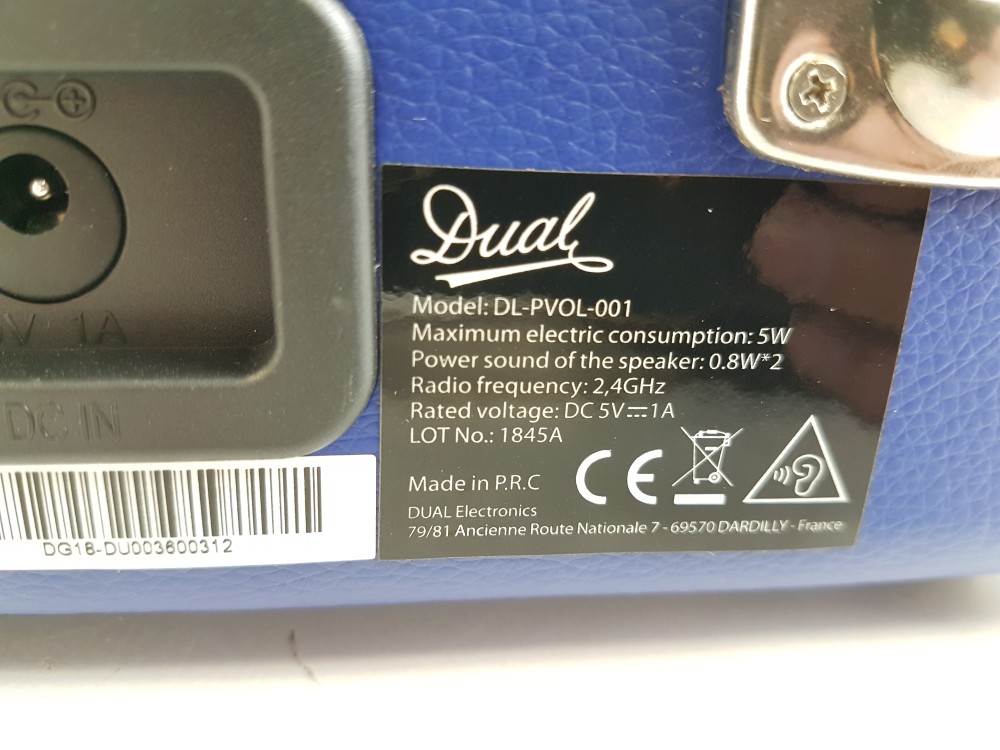 Dual
Model: DL-PVOL-001
Maximum electric consumption: 5W
Power sound of the speaker: 0.8W*2
Radio frequency: 2,4GHz
Rated voltage: DC 5V⎓1A
LOT No.: 1845A
Made in P.R.C
CE
DUAL Electronics
79/81 Ancienne Route Nationale 7 - 69570 DARDILLY - France
V 1A
DC IN
DG18-DU003600312